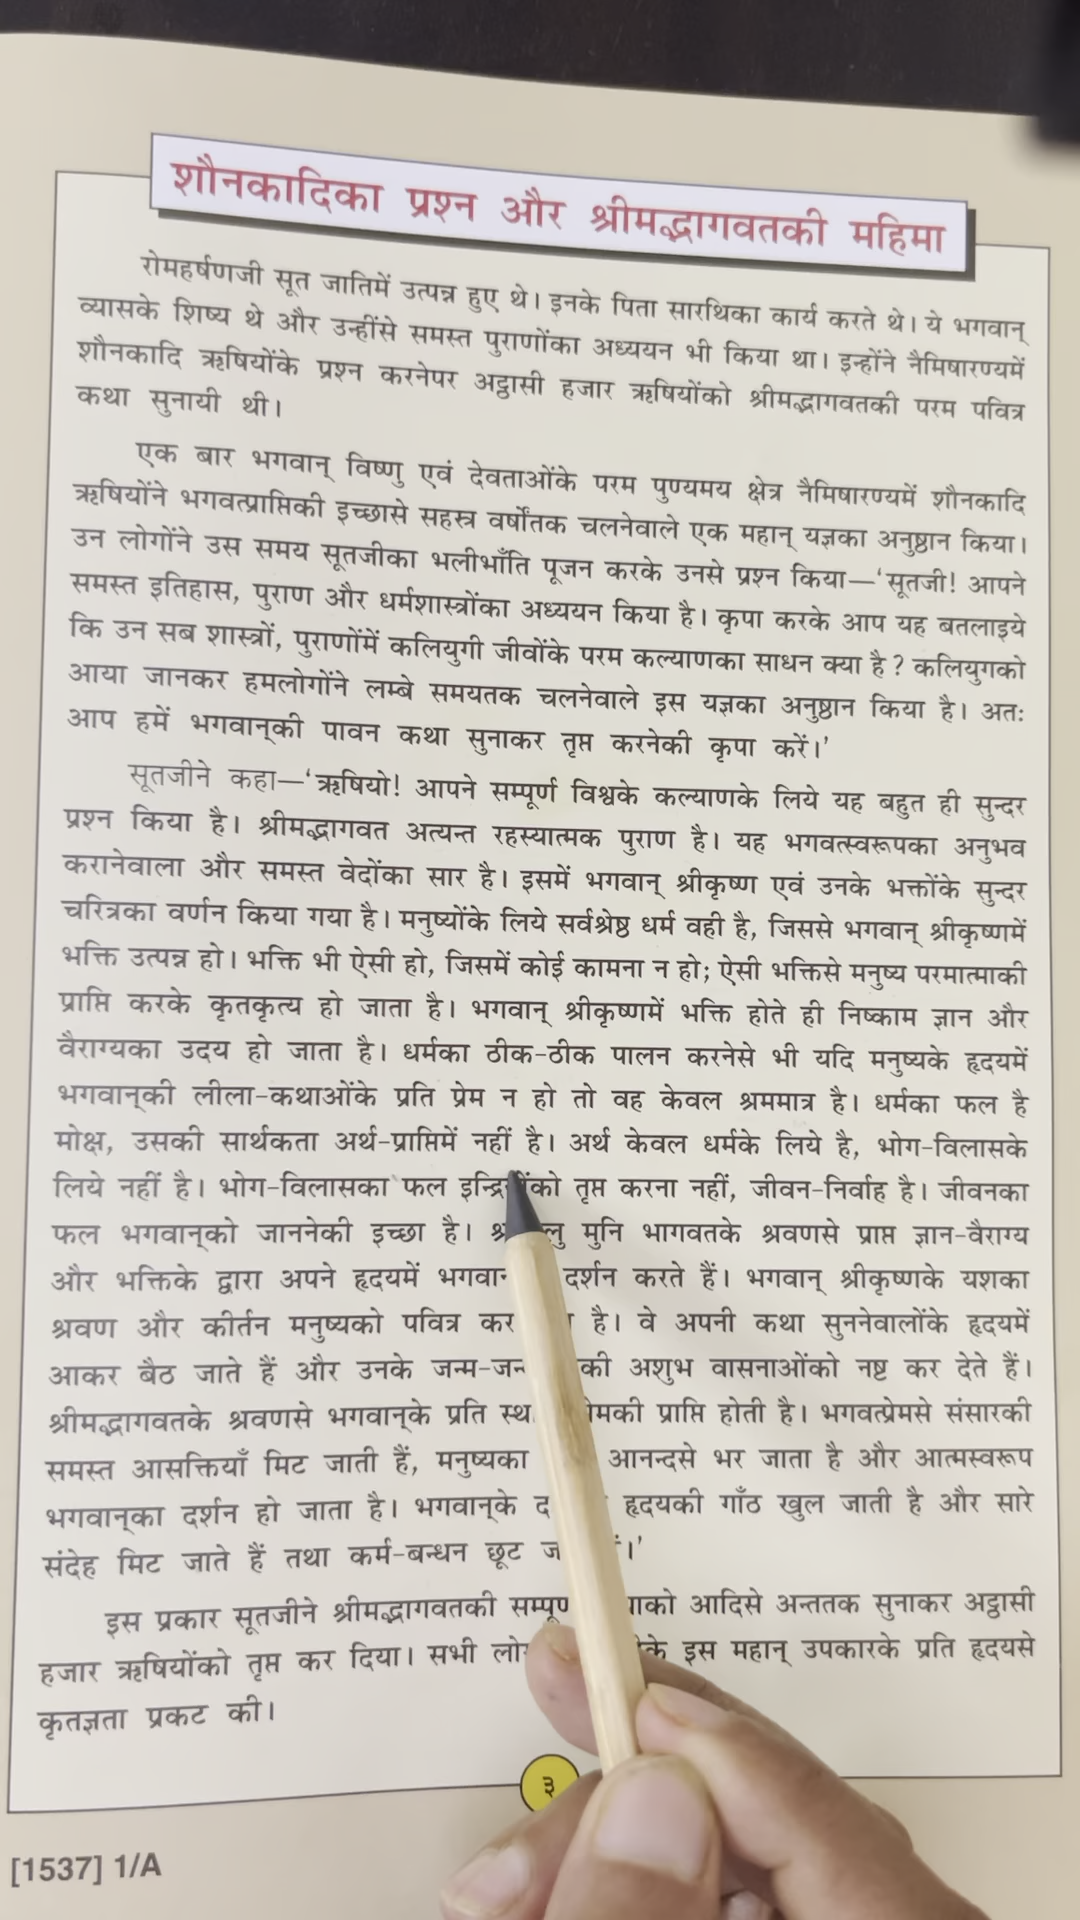 शौनकादिका प्रश्न और श्रीमद्भागवतकी महिमा
रोमहर्षणजी सूत जातिमें उत्पन्न हुए थे। इनके पिता सारथिका कार्य करते थे। ये भगवान्
व्यासके शिष्य थे और उन्हींसे समस्त पुराणोंका अध्ययन भी किया था। इन्होंने नैमिषारण्यमें
शौनकादि ऋषियोंके प्रश्न करनेपर अट्ठासी हजार ऋषियोंको श्रीमद्भागवतकी परम पवित्र
कथा सुनायी थी।
एक बार भगवान् विष्णु एवं देवताओंके परम पुण्यमय क्षेत्र नैमिषारण्यमें शौनकादि
ऋषियोंने भगवत्प्राप्तिकी इच्छासे सहस्त्र वर्षोंतक चलनेवाले एक महान् यज्ञका अनुष्ठान किया।
उन लोगोंने उस समय सूतजीका भलीभाँति पूजन करके उनसे प्रश्न किया—‘सूतजी! आपने
समस्त इतिहास, पुराण और धर्मशास्त्रोंका अध्ययन किया है। कृपा करके आप यह बतलाइये
कि उन सब शास्त्रों, पुराणोंमें कलियुगी जीवोंके परम कल्याणका साधन क्या है? कलियुगको
आया जानकर हमलोगोंने लम्बे समयतक चलनेवाले इस यज्ञका अनुष्ठान किया है। अतः
आप हमें भगवान्‌की पावन कथा सुनाकर तृप्त करनेकी कृपा करें।’
सूतजीने कहा—‘ऋषियो! आपने सम्पूर्ण विश्वके कल्याणके लिये यह बहुत ही सुन्दर
प्रश्न किया है। श्रीमद्भागवत अत्यन्त रहस्यात्मक पुराण है। यह भगवत्स्वरूपका अनुभव
करानेवाला और समस्त वेदोंका सार है। इसमें भगवान् श्रीकृष्ण एवं उनके भक्तोंके सुन्दर
चरित्रका वर्णन किया गया है। मनुष्योंके लिये सर्वश्रेष्ठ धर्म वही है, जिससे भगवान् श्रीकृष्णमें
भक्ति उत्पन्न हो। भक्ति भी ऐसी हो, जिसमें कोई कामना न हो; ऐसी भक्तिसे मनुष्य परमात्माकी
प्राप्ति करके कृतकृत्य हो जाता है। भगवान् श्रीकृष्णमें भक्ति होते ही निष्काम ज्ञान और
वैराग्यका उदय हो जाता है। धर्मका ठीक-ठीक पालन करनेसे भी यदि मनुष्यके हृदयमें
भगवान्‌की लीला-कथाओंके प्रति प्रेम न हो तो वह केवल श्रममात्र है। धर्मका फल है
मोक्ष, उसकी सार्थकता अर्थ-प्राप्तिमें नहीं है। अर्थ केवल धर्मके लिये है, भोग-विलासके
लिये नहीं है। भोग-विलासका फल तृप्त करना नहीं, जीवन-निर्वाह है। जीवनका
फल भगवान्‌को जाननेकी इच्छा है। मुनि भागवतके श्रवणसे प्राप्त ज्ञान-वैराग्य
और भक्तिके द्वारा अपने हृदयमें दर्शन करते हैं। भगवान् श्रीकृष्णके यशका
श्रवण और कीर्तन मनुष्यको पवित्र कर है। वे अपनी कथा सुननेवालोंके हृदयमें
आकर बैठ जाते हैं और उनके अशुभ वासनाओंको नष्ट कर देते हैं।
श्रीमद्भागवतके श्रवणसे भगवान्‌के प्रति प्राप्ति होती है। भगवत्प्रेमसे संसारकी
समस्त आसक्तियाँ मिट जाती हैं, मनुष्यका आनन्दसे भर जाता है और आत्मस्वरूप
भगवान्‌का दर्शन हो जाता है। भगवान्‌के हृदयकी गाँठ खुल जाती है और सारे
संदेह मिट जाते हैं तथा कर्म-बन्धन छूट
इस प्रकार सूतजीने श्रीमद्भागवतकी आदिसे अन्ततक सुनाकर अट्ठासी
हजार ऋषियोंको तृप्त कर दिया। सभी इस महान् उपकारके प्रति हृदयसे
कृतज्ञता प्रकट की।
३
[1537] 1/A